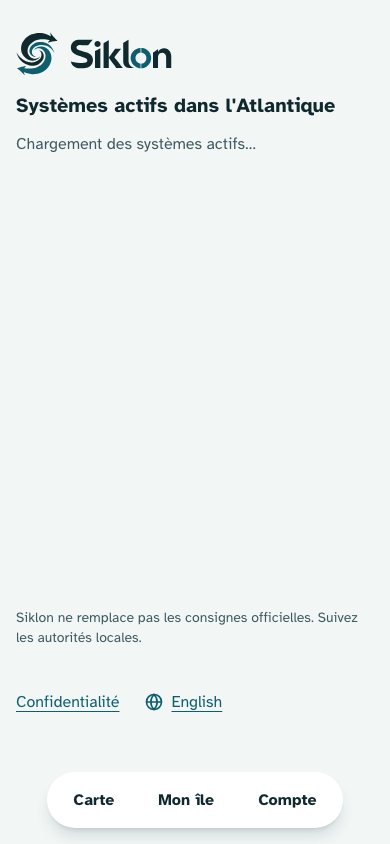 Siklon
Systèmes actifs dans l'Atlantique
Chargement des systèmes actifs...
Siklon ne remplace pas les consignes officielles. Suivez
les autorités locales.
Confidentialité English
Carte Mon île Compte